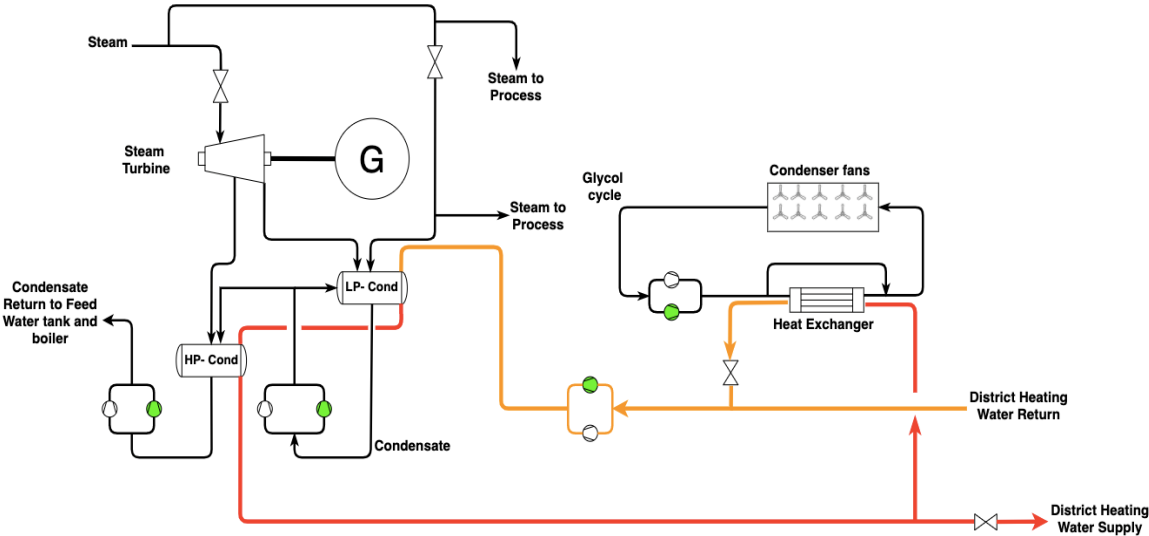 Steam
Steam to
Process
Steam
Turbine
G
Condenser fans
Glycol
cycle
Steam to
Process
LP- Cond
Condensate
Return to Feed
Water tank and
boiler
Heat Exchanger
HP- Cond
District Heating
Water Return
Condensate
District Heating
Water Supply